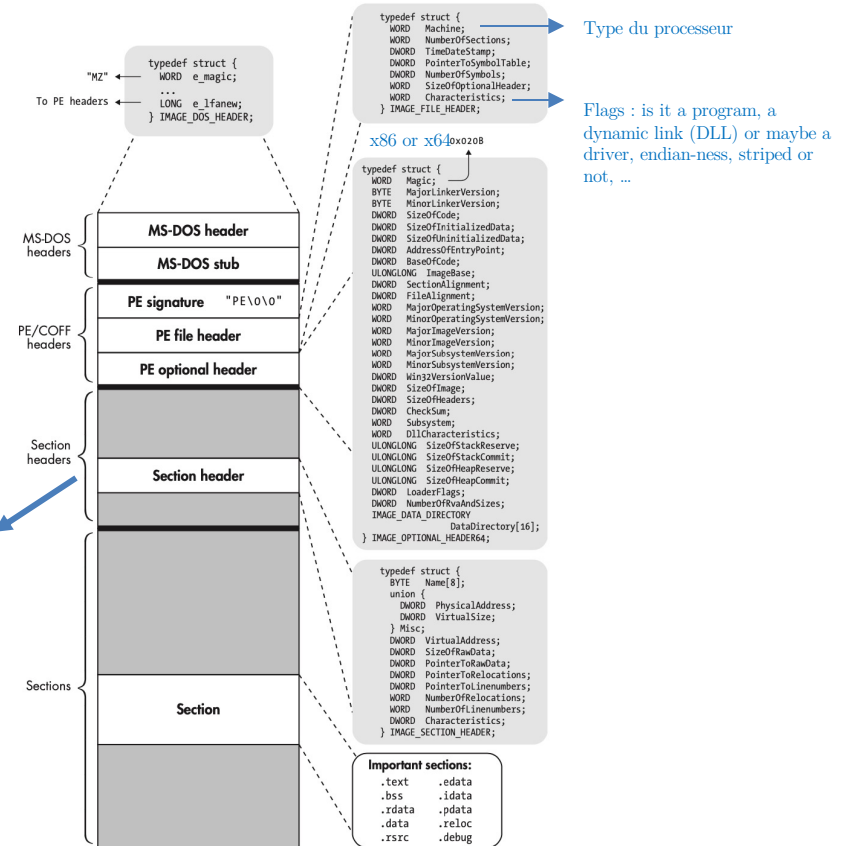 typedef struct {
WORD e_magic;
...
LONG e_lfanew;
} IMAGE_DOS_HEADER;
"MZ"
To PE headers
typedef struct {
WORD Machine;
WORD NumberOfSections;
DWORD TimeDateStamp;
DWORD PointerToSymbolTable;
DWORD NumberOfSymbols;
WORD SizeOfOptionalHeader;
WORD Characteristics;
} IMAGE_FILE_HEADER;
Type du processeur
Flags : is it a program, a
dynamic link (DLL) or maybe a
driver, endian-ness, striped or
not, ...
x86 or x64
0x020B
typedef struct {
WORD Magic;
BYTE MajorLinkerVersion;
BYTE MinorLinkerVersion;
DWORD SizeOfCode;
DWORD SizeOfInitializedData;
DWORD SizeOfUninitializedData;
DWORD AddressOfEntryPoint;
DWORD BaseOfCode;
ULONGLONG ImageBase;
DWORD SectionAlignment;
DWORD FileAlignment;
WORD MajorOperatingSystemVersion;
WORD MinorOperatingSystemVersion;
WORD MajorImageVersion;
WORD MinorImageVersion;
WORD MajorSubsystemVersion;
WORD MinorSubsystemVersion;
DWORD Win32VersionValue;
DWORD SizeOfImage;
DWORD SizeOfHeaders;
DWORD CheckSum;
WORD Subsystem;
WORD DllCharacteristics;
ULONGLONG SizeOfStackReserve;
ULONGLONG SizeOfStackCommit;
ULONGLONG SizeOfHeapReserve;
ULONGLONG SizeOfHeapCommit;
DWORD LoaderFlags;
DWORD NumberOfRvaAndSizes;
IMAGE_DATA_DIRECTORY
DataDirectory[16];
} IMAGE_OPTIONAL_HEADER64;
MS-DOS
headers
MS-DOS header
MS-DOS stub
PE/COFF
headers
PE signature "PE\0\0"
PE file header
PE optional header
Section
headers
Section header
Sections
Section
typedef struct {
BYTE Name[8];
union {
DWORD PhysicalAddress;
DWORD VirtualSize;
} Misc;
DWORD VirtualAddress;
DWORD SizeOfRawData;
DWORD PointerToRawData;
DWORD PointerToRelocations;
DWORD PointerToLinenumbers;
WORD NumberOfRelocations;
WORD NumberOfLinenumbers;
DWORD Characteristics;
} IMAGE_SECTION_HEADER;
Important sections:
.text .edata
.bss .idata
.rdata .pdata
.data .reloc
.rsrc .debug